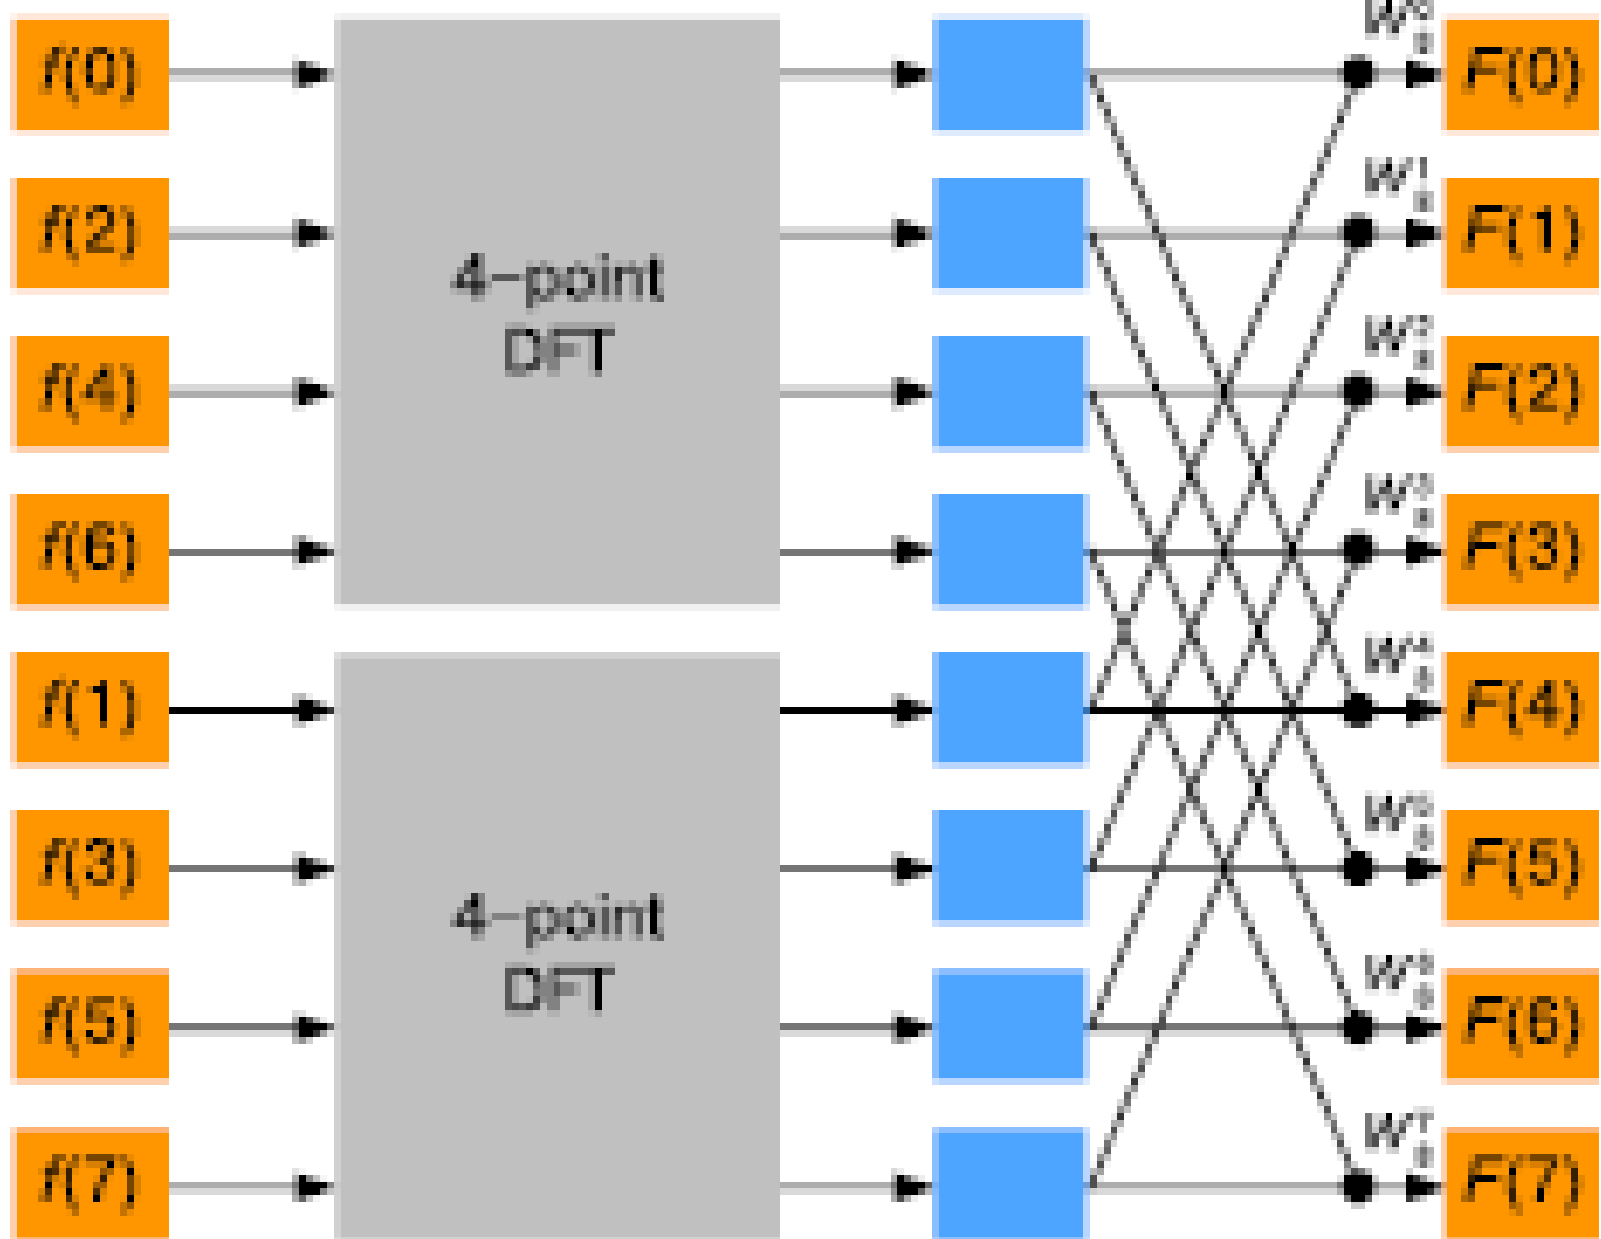 f(0)
f(2)
f(4)
f(6)
f(1)
f(3)
f(5)
f(7)
4-point
DFT
4-point
DFT
W
W 1
W
W
W
W
W
W
F(0)
F(1)
F(2)
F(3)
F(4)
F(5)
F(6)
F(7)